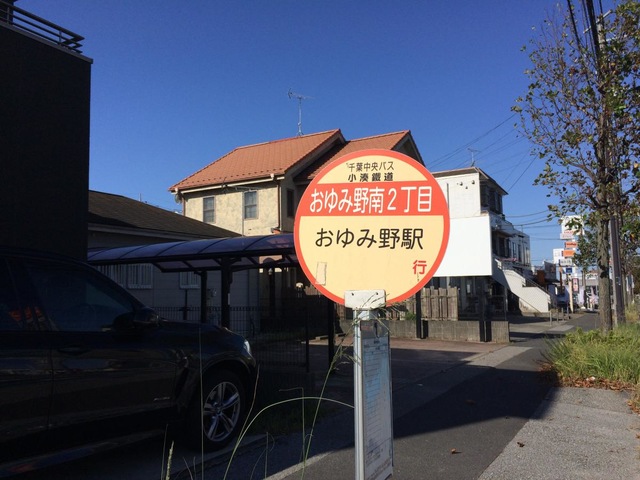 千葉中央バス
小湊鐵道
おゆみ野南2丁目
おゆみ野駅
行